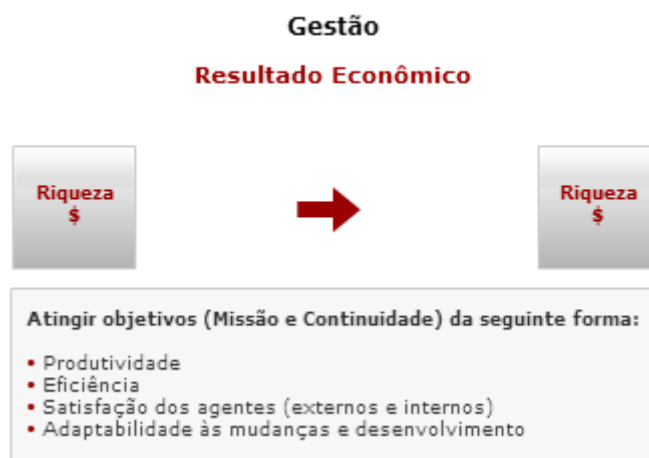 Gestão
Resultado Econômico
Riqueza
$
Riqueza
$
Atingir objetivos (Missão e Continuidade) da seguinte forma:
• Produtividade
• Eficiência
• Satisfação dos agentes (externos e internos)
• Adaptabilidade às mudanças e desenvolvimento